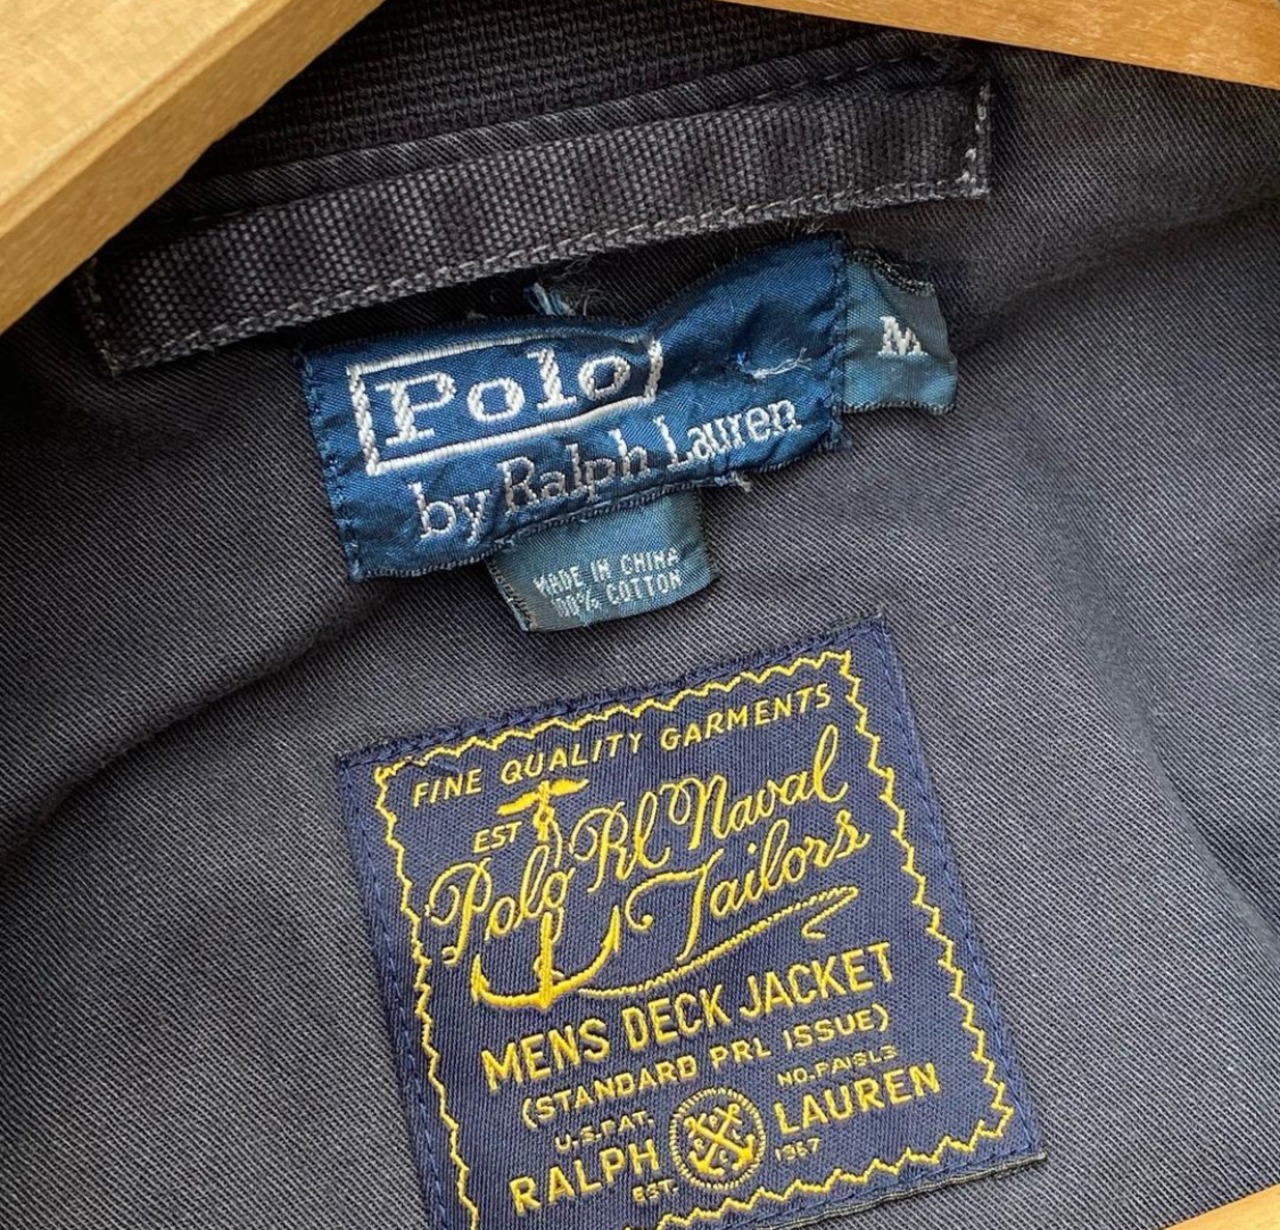 Polo
by Ralph Lauren
M
MADE IN CHINA
100% COTTON
FINE QUALITY GARMENTS
EST
Polo Rl Naval
Tailors
MENS DECK JACKET
(STANDARD PRL ISSUE)
U.S.PAT. NO.
RALPH LAUREN
EST. 1967